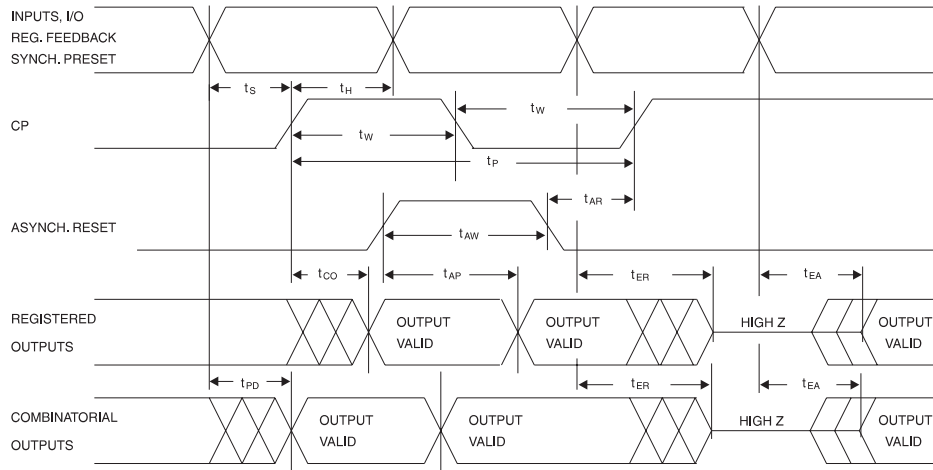 INPUTS, I/O
REG. FEEDBACK
SYNCH. PRESET
tS
tH
CP
tW
tW
tP
tAR
ASYNCH. RESET
tAW
tCO
tAP
tER
tEA
REGISTERED
OUTPUTS
OUTPUT
VALID
OUTPUT
VALID
HIGH Z
OUTPUT
VALID
tPD
tER
tEA
COMBINATORIAL
OUTPUTS
OUTPUT
VALID
OUTPUT
VALID
HIGH Z
OUTPUT
VALID